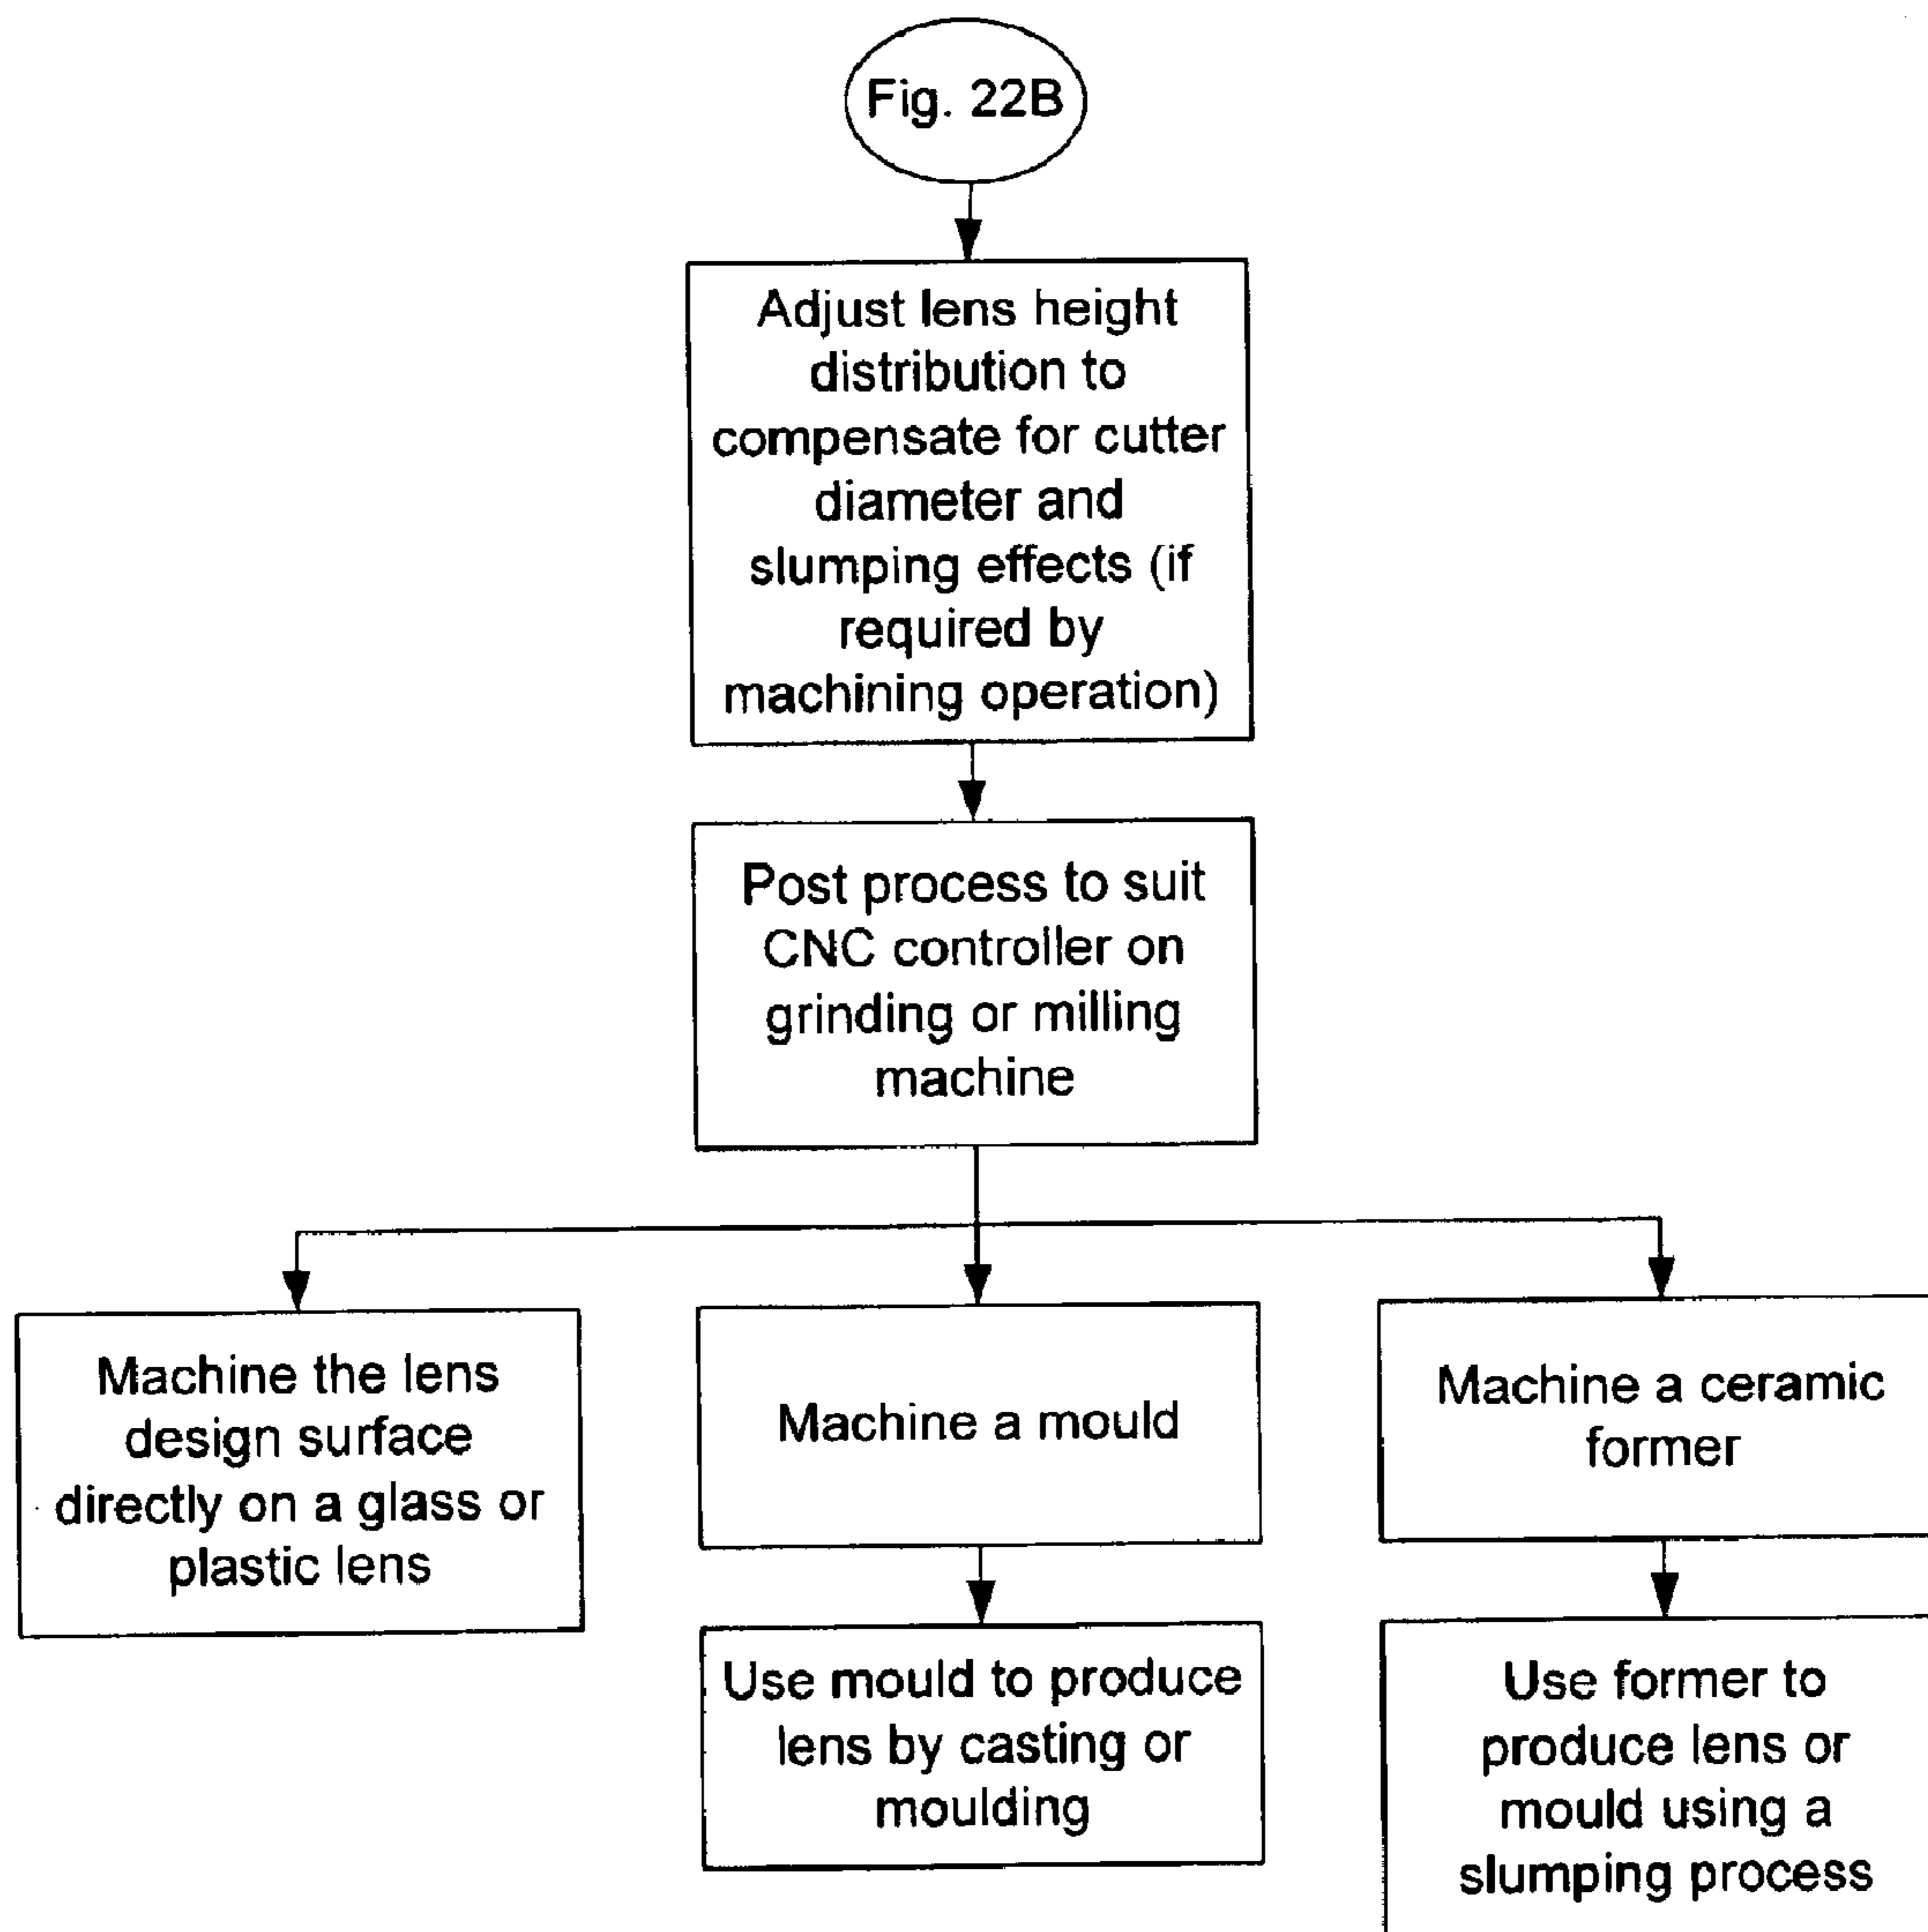 Fig. 22B
Adjust lens height
distribution to
compensate for cutter
diameter and
slumping effects (if
required by
machining operation)
Post process to suit
CNC controller on
grinding or milling
machine
Machine the lens
design surface
directly on a glass or
plastic lens
Machine a mould
Machine a ceramic
former
Use mould to produce
lens by casting or
moulding
Use former to
produce lens or
mould using a
slumping process